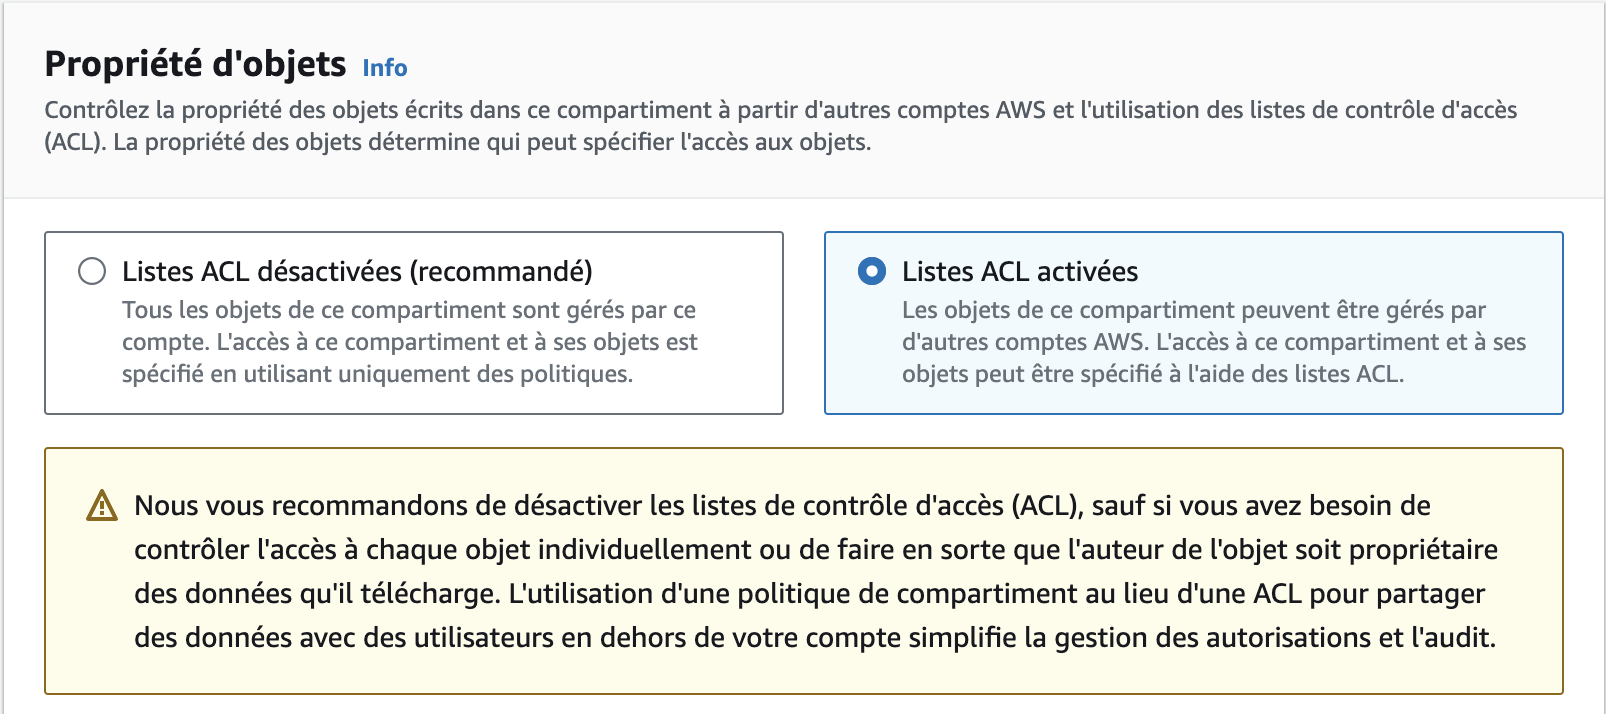 Propriété d'objets Info
Contrôlez la propriété des objets écrits dans ce compartiment à partir d'autres comptes AWS et l'utilisation des listes de contrôle d'accès
(ACL). La propriété des objets détermine qui peut spécifier l'accès aux objets.
Listes ACL désactivées (recommandé)
Tous les objets de ce compartiment sont gérés par ce
compte. L'accès à ce compartiment et à ses objets est
spécifié en utilisant uniquement des politiques.
Listes ACL activées
Les objets de ce compartiment peuvent être gérés par
d'autres comptes AWS. L'accès à ce compartiment et à ses
objets peut être spécifié à l'aide des listes ACL.
Nous vous recommandons de désactiver les listes de contrôle d'accès (ACL), sauf si vous avez besoin de
contrôler l'accès à chaque objet individuellement ou de faire en sorte que l'auteur de l'objet soit propriétaire
des données qu'il télécharge. L'utilisation d'une politique de compartiment au lieu d'une ACL pour partager
des données avec des utilisateurs en dehors de votre compte simplifie la gestion des autorisations et l'audit.